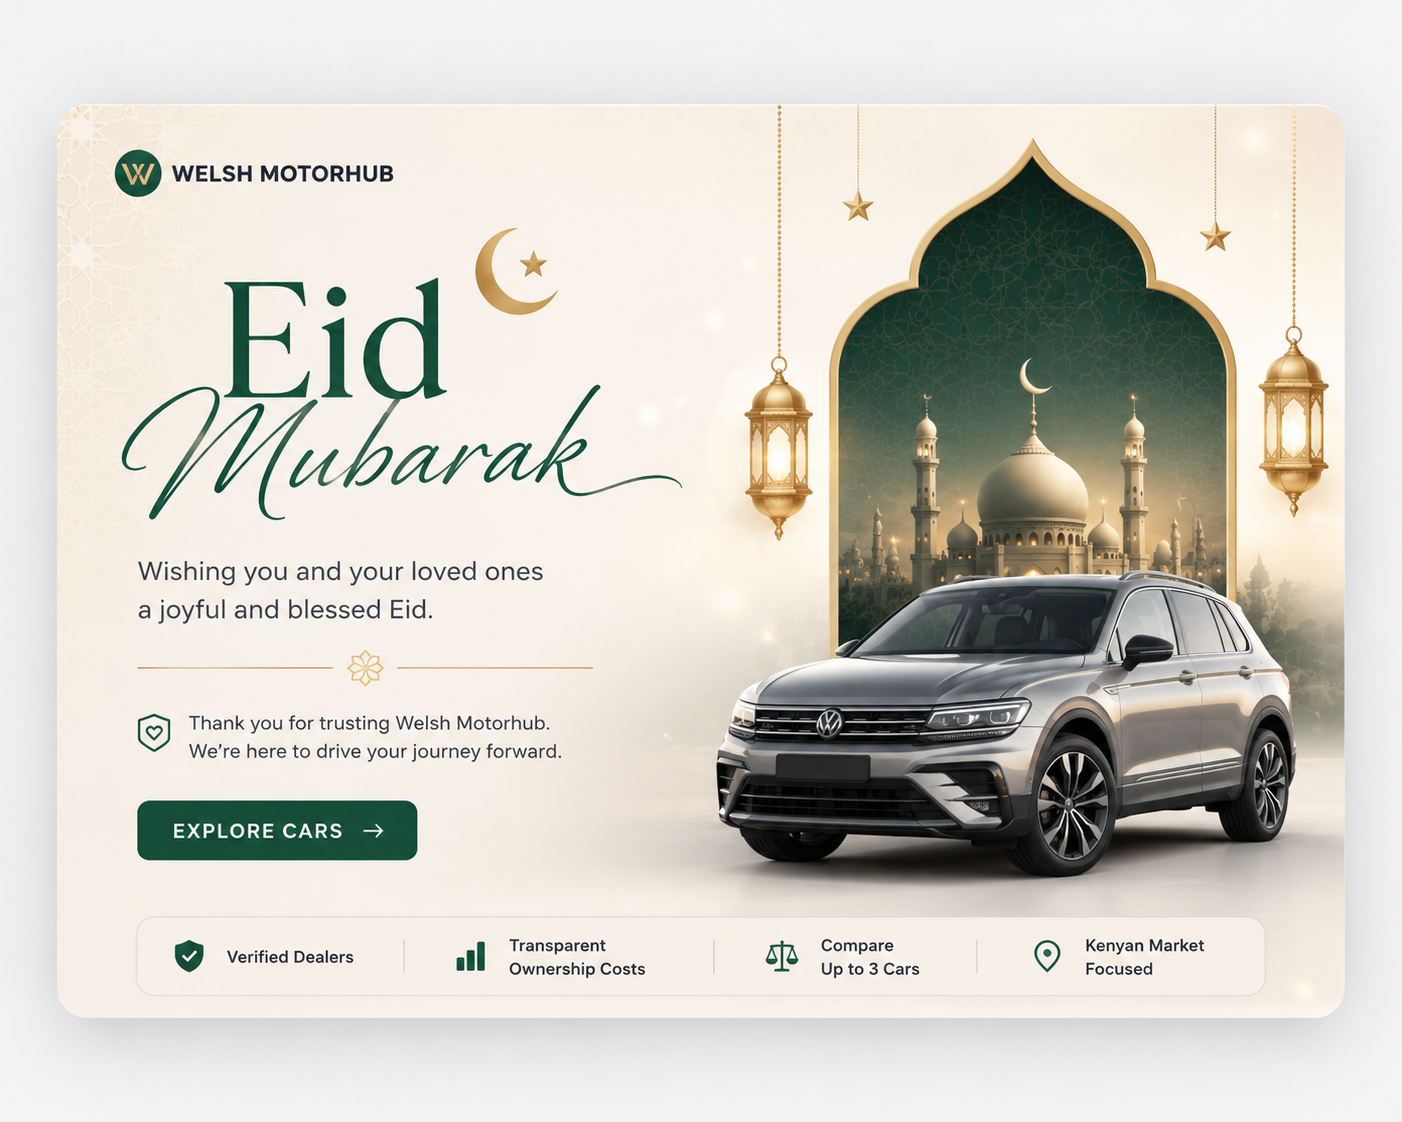 WELSH MOTORHUB
Eid
Mubarak
Wishing you and your loved ones
a joyful and blessed Eid.
Thank you for trusting Welsh Motorhub.
We're here to drive your journey forward.
EXPLORE CARS →
Verified Dealers
Transparent
Ownership Costs
Compare
Up to 3 Cars
Kenyan Market
Focused